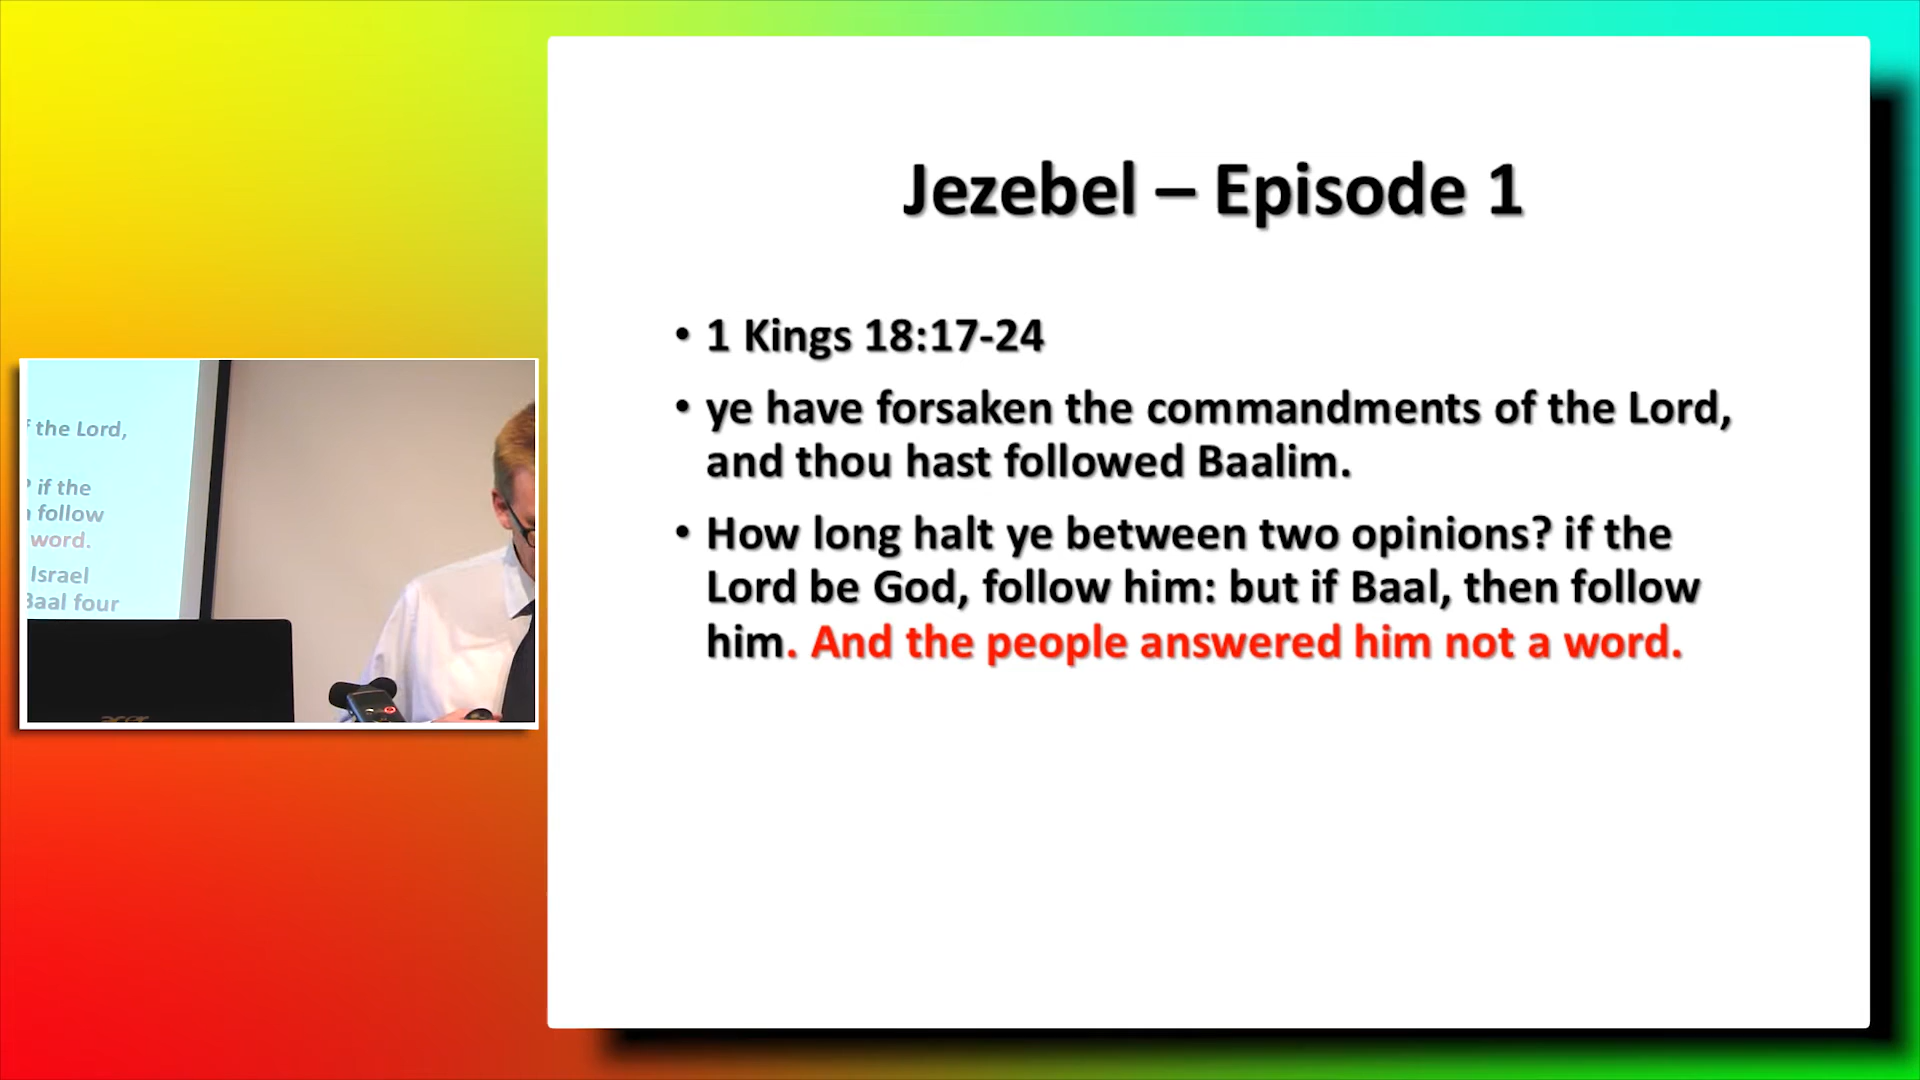 Jezebel – Episode 1
• 1 Kings 18:17-24
• ye have forsaken the commandments of the Lord,
and thou hast followed Baalim.
• How long halt ye between two opinions? if the
Lord be God, follow him: but if Baal, then follow
him. And the people answered him not a word.
the Lord,
if the
follow
word.
Israel
Baal four
acer